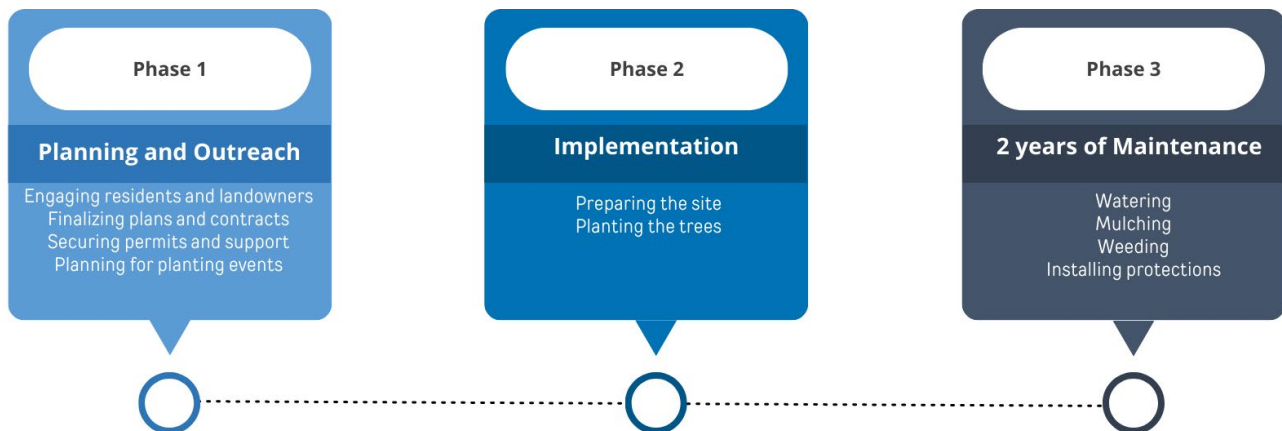 Phase 1
Planning and Outreach
Engaging residents and landowners
Finalizing plans and contracts
Securing permits and support
Planning for planting events
Phase 2
Implementation
Preparing the site
Planting the trees
Phase 3
2 years of Maintenance
Watering
Mulching
Weeding
Installing protections